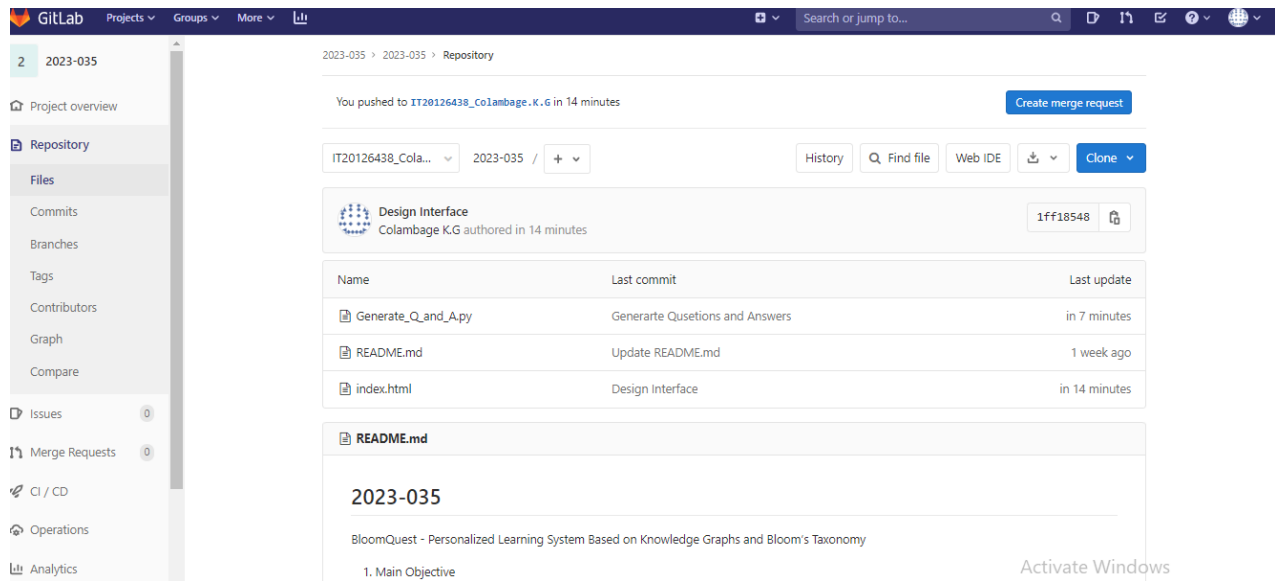 GitLab Projects Groups More Search or jump to...
2 2023-035
Project overview
Repository
Files
Commits
Branches
Tags
Contributors
Graph
Compare
Issues 0
Merge Requests 0
CI / CD
Operations
Analytics
2023-035 > 2023-035 > Repository
You pushed to IT20126438_Colambage.K.G in 14 minutes Create merge request
IT20126438_Cola... 2023-035 / + History Find file Web IDE Clone
Design Interface
Colambage K.G authored in 14 minutes 1ff18548
Name Last commit Last update
Generate_Q_and_A.py Generarte Qusetions and Answers in 7 minutes
README.md Update README.md 1 week ago
index.html Design Interface in 14 minutes
README.md
2023-035
BloomQuest - Personalized Learning System Based on Knowledge Graphs and Bloom's Taxonomy
1. Main Objective
Activate Windows